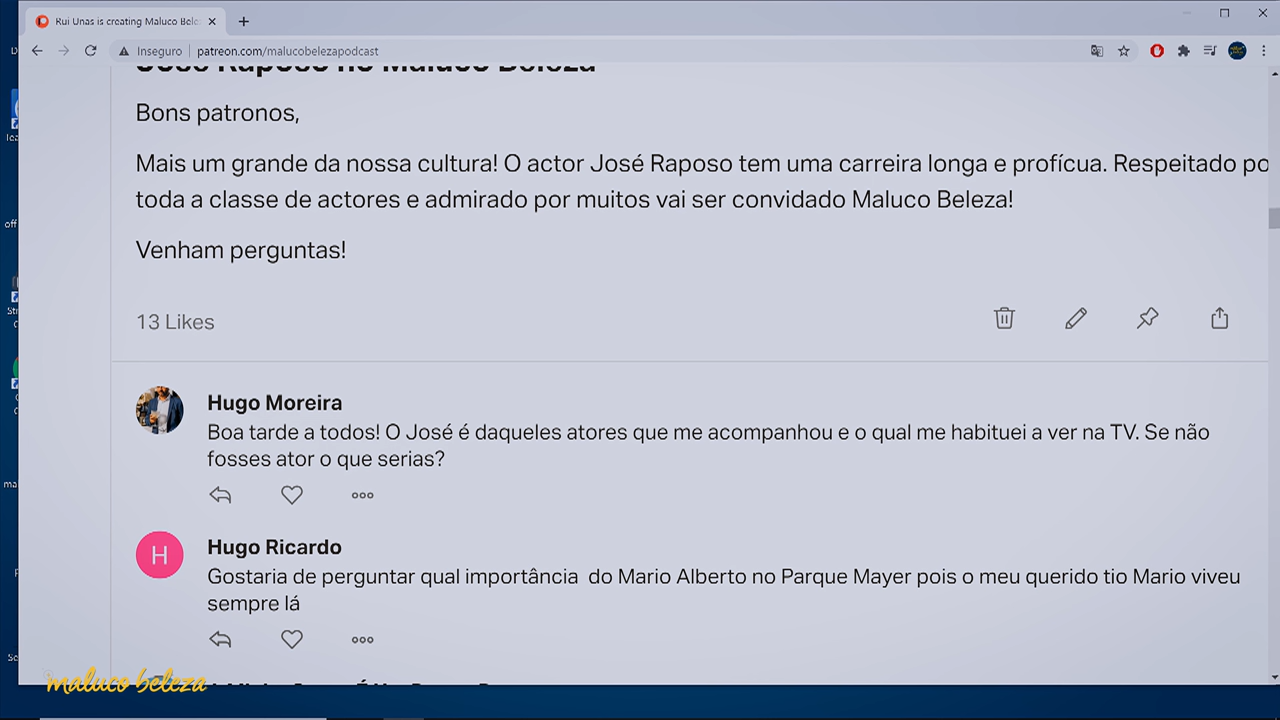 Rui Unas is creating Maluco Bele
Inseguro
patreon.com/malucobelezapodcast
José Raposo no Maluco Beleza
Bons patronos,
Mais um grande da nossa cultura! O actor José Raposo tem uma carreira longa e profícua. Respeitado po
toda a classe de actores e admirado por muitos vai ser convidado Maluco Beleza!
Venham perguntas!
13 Likes
Hugo Moreira
Boa tarde a todos! O José é daqueles atores que me acompanhou e o qual me habituei a ver na TV. Se não
fosses ator o que serias?
H
Hugo Ricardo
Gostaria de perguntar qual importância do Mario Alberto no Parque Mayer pois o meu querido tio Mario viveu
sempre lá
off
maluco beleza